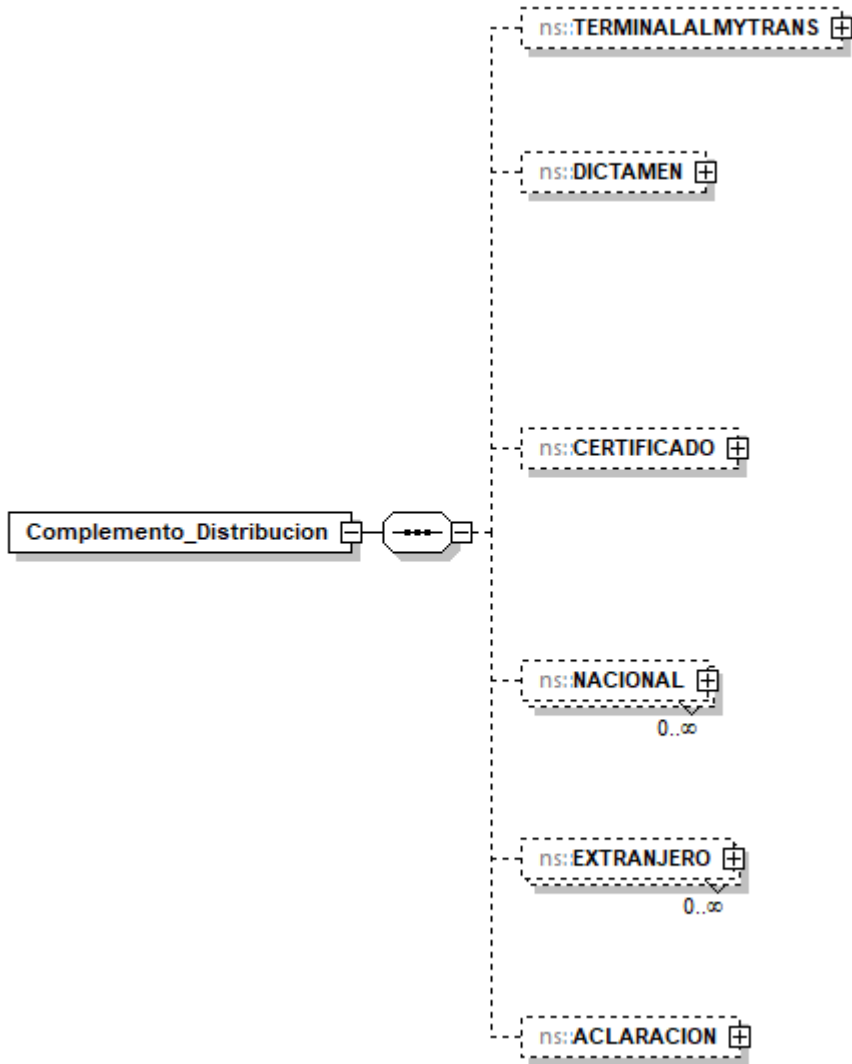 ns::TERMINALALMYTRANS
ns::DICTAMEN
ns::CERTIFICADO
Complemento_Distribucion
ns::NACIONAL
0..∞
ns::EXTRANJERO
0..∞
ns::ACLARACION